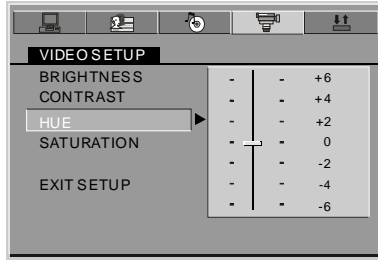 VIDEO SETUP
BRIGHTNESS
CONTRAST
HUE
SATURATION
EXIT SETUP
- - +6
- - +4
- - +2
- - 0
- - -2
- - -4
- - -6